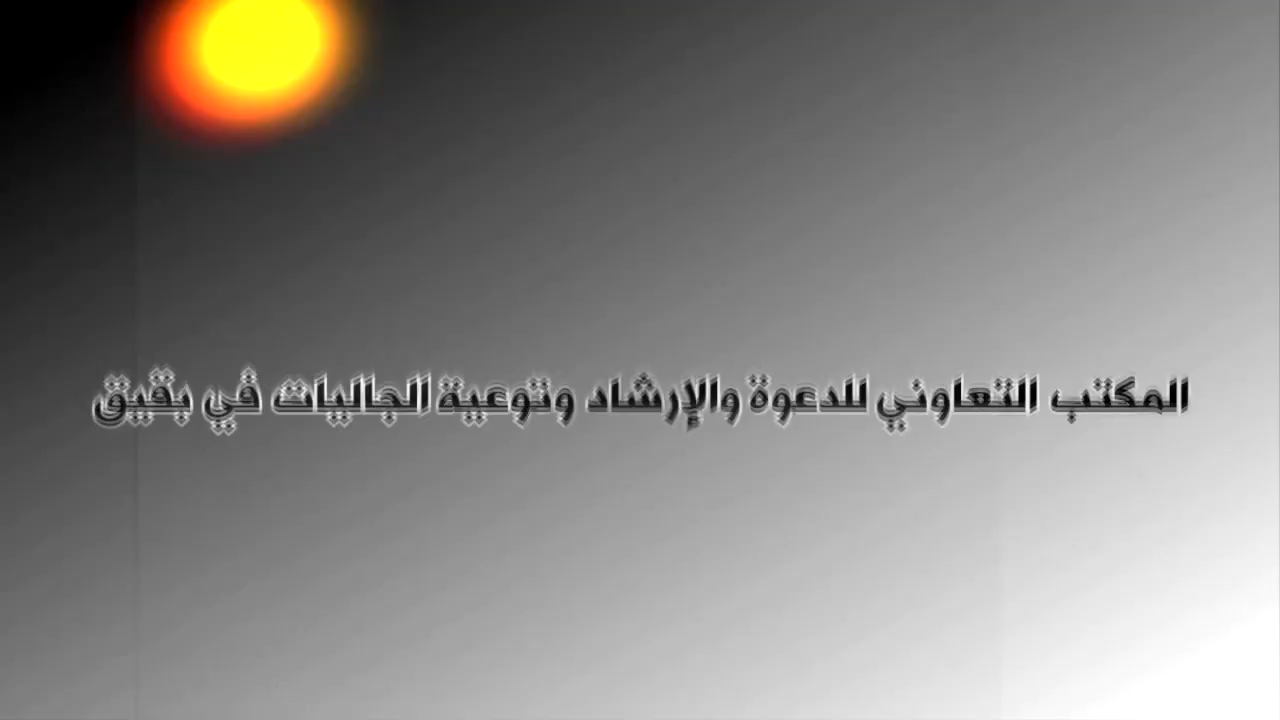 المكتب التعاوني للدعوة والإرشاد وتوعية الجاليات في بقيق